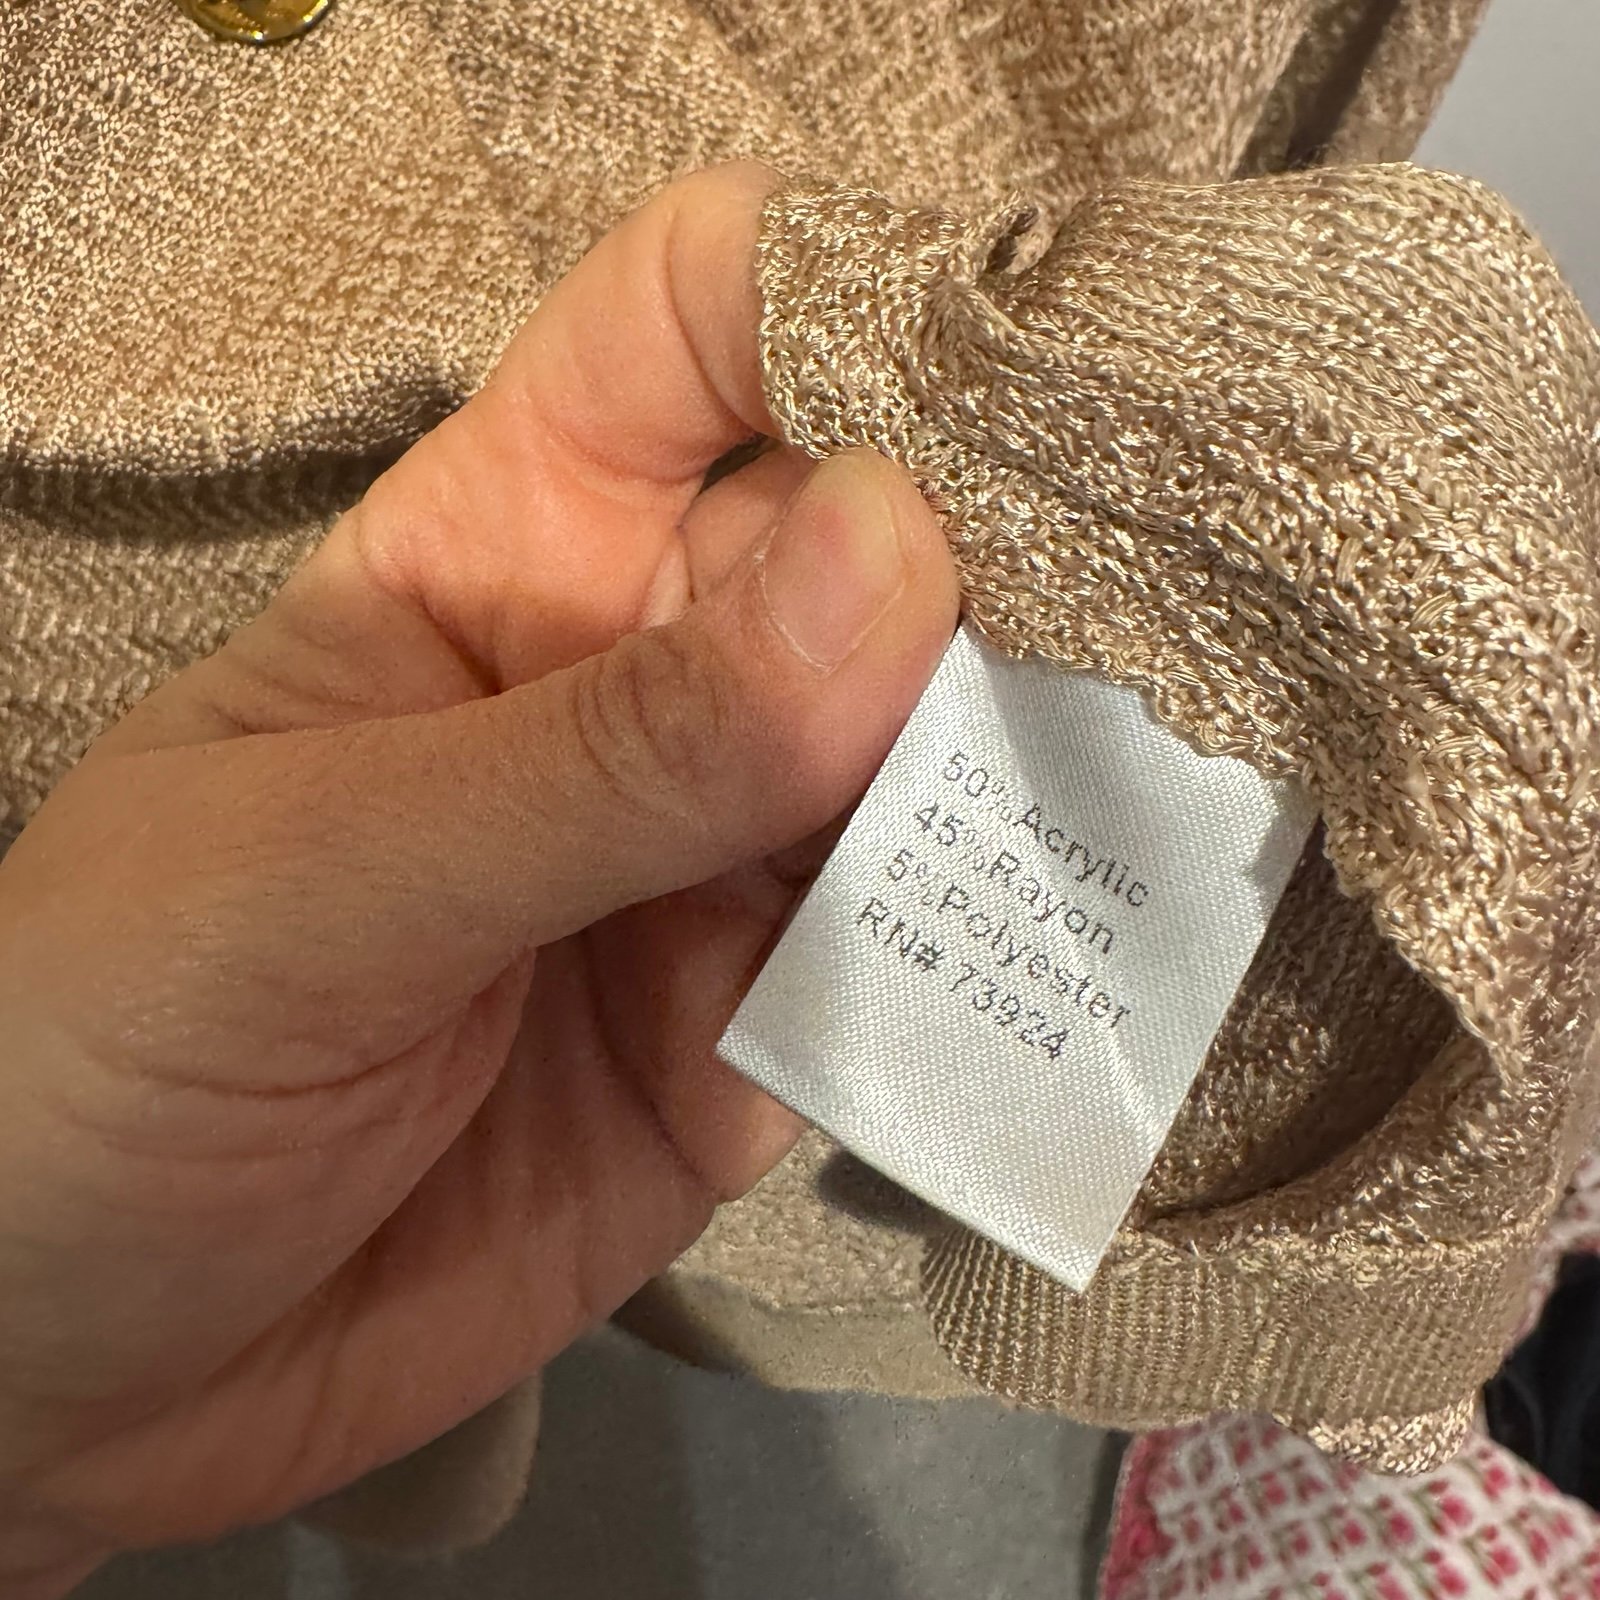 50%Acrylic
45%Rayon
5%Polyester
RN# 73924